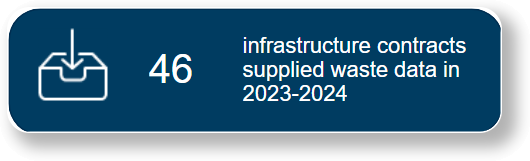 46
infrastructure contracts
supplied waste data in
2023-2024